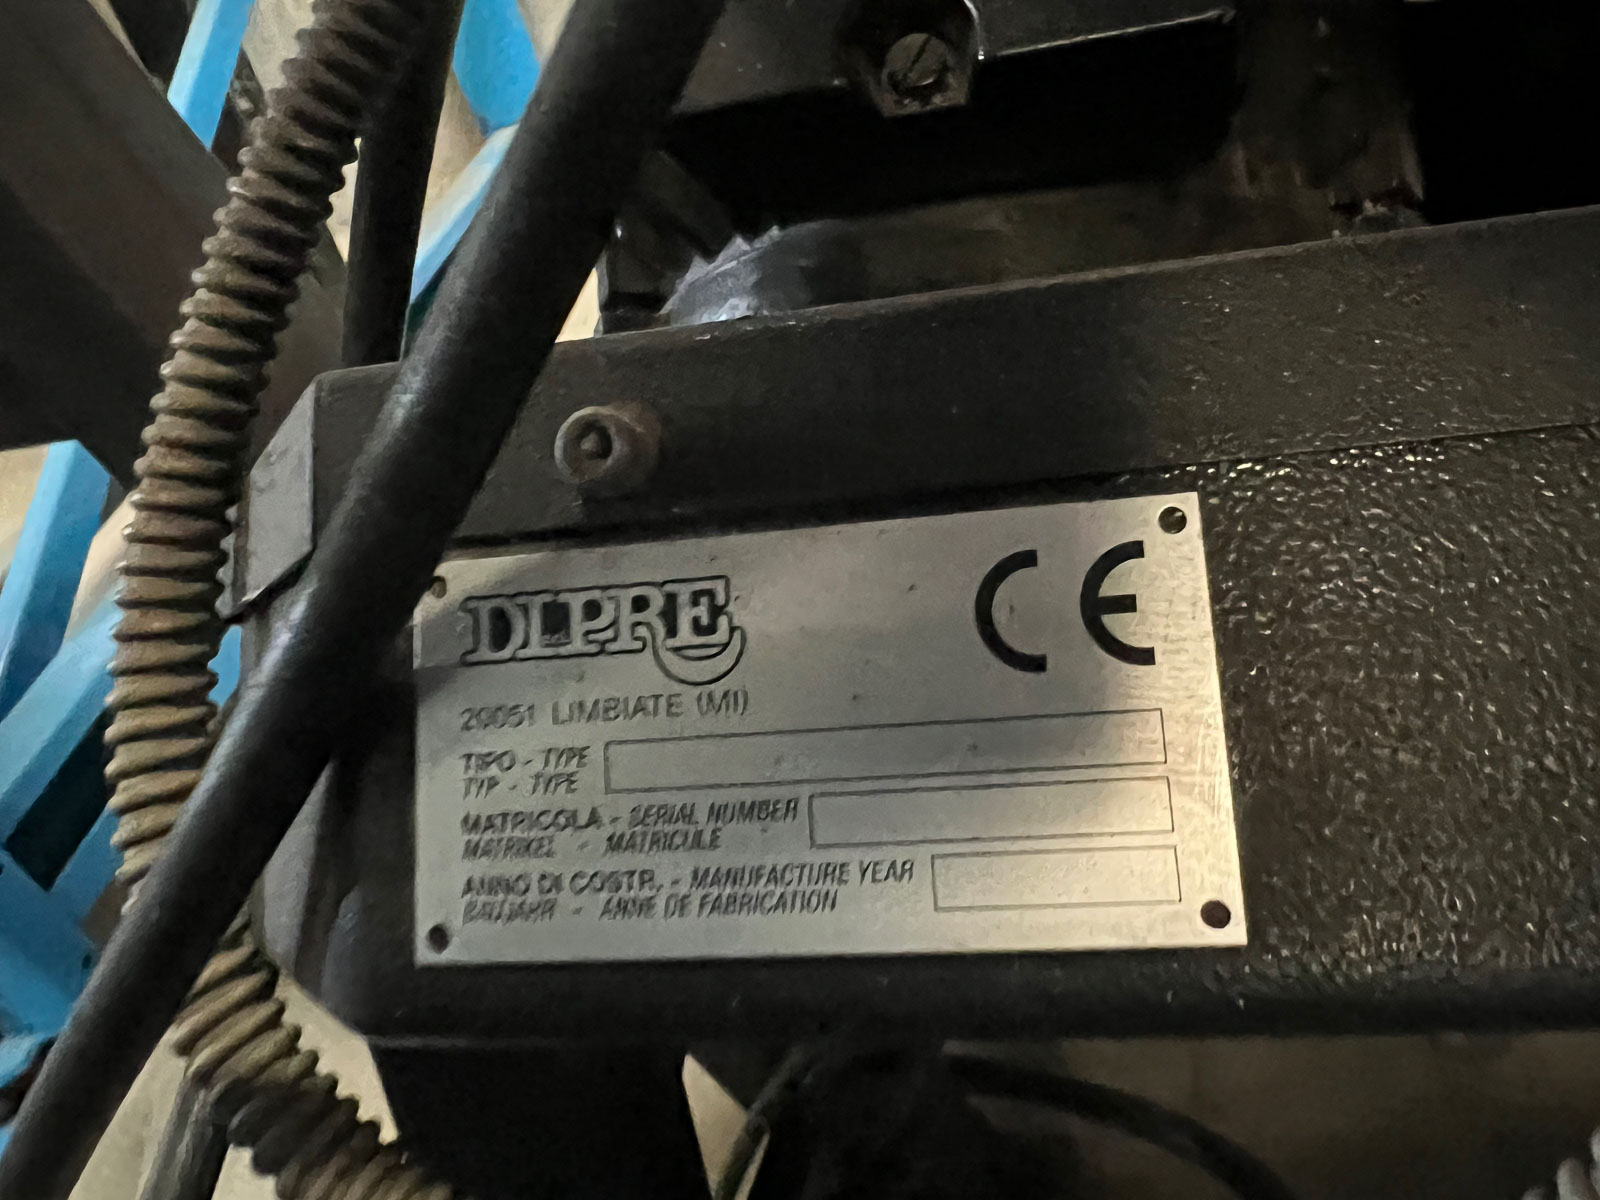 DIPRE
CE
20051 LIMBIATE (MI)
TIPO - TYPE
TYP - TYPE
MATRICOLA - SERIAL NUMBER
MATRIKEL - MATRICULE
ANNO DI COSTR. - MANUFACTURE YEAR
BAUJAHR - ANNE DE FABRICATION